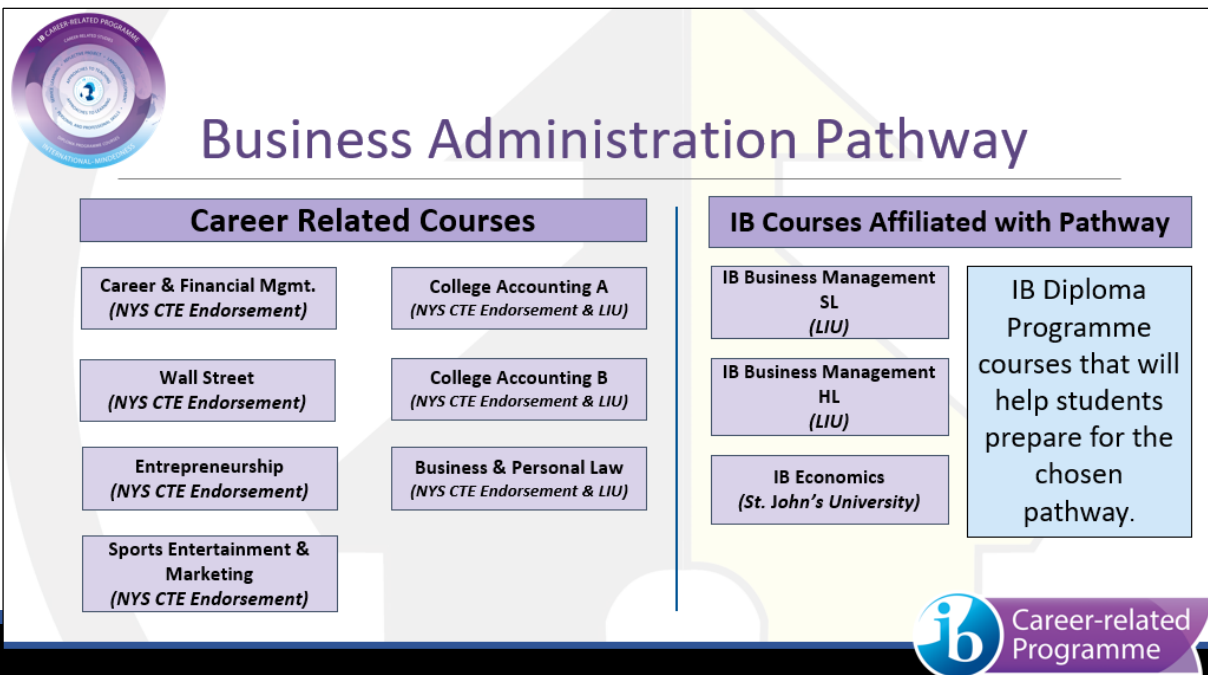 IB CAREER-RELATED PROGRAMME
CAREER-RELATED STUDIES
INTERNATIONAL-MINDEDNESS
Business Administration Pathway
Career Related Courses
Career & Financial Mgmt.
(NYS CTE Endorsement)
Wall Street
(NYS CTE Endorsement)
Entrepreneurship
(NYS CTE Endorsement)
Sports Entertainment &
Marketing
(NYS CTE Endorsement)
College Accounting A
(NYS CTE Endorsement & LIU)
College Accounting B
(NYS CTE Endorsement & LIU)
Business & Personal Law
(NYS CTE Endorsement & LIU)
IB Courses Affiliated with Pathway
IB Business Management
SL
(LIU)
IB Business Management
HL
(LIU)
IB Economics
(St. John’s University)
IB Diploma
Programme
courses that will
help students
prepare for the
chosen
pathway.
ib
Career-related
Programme